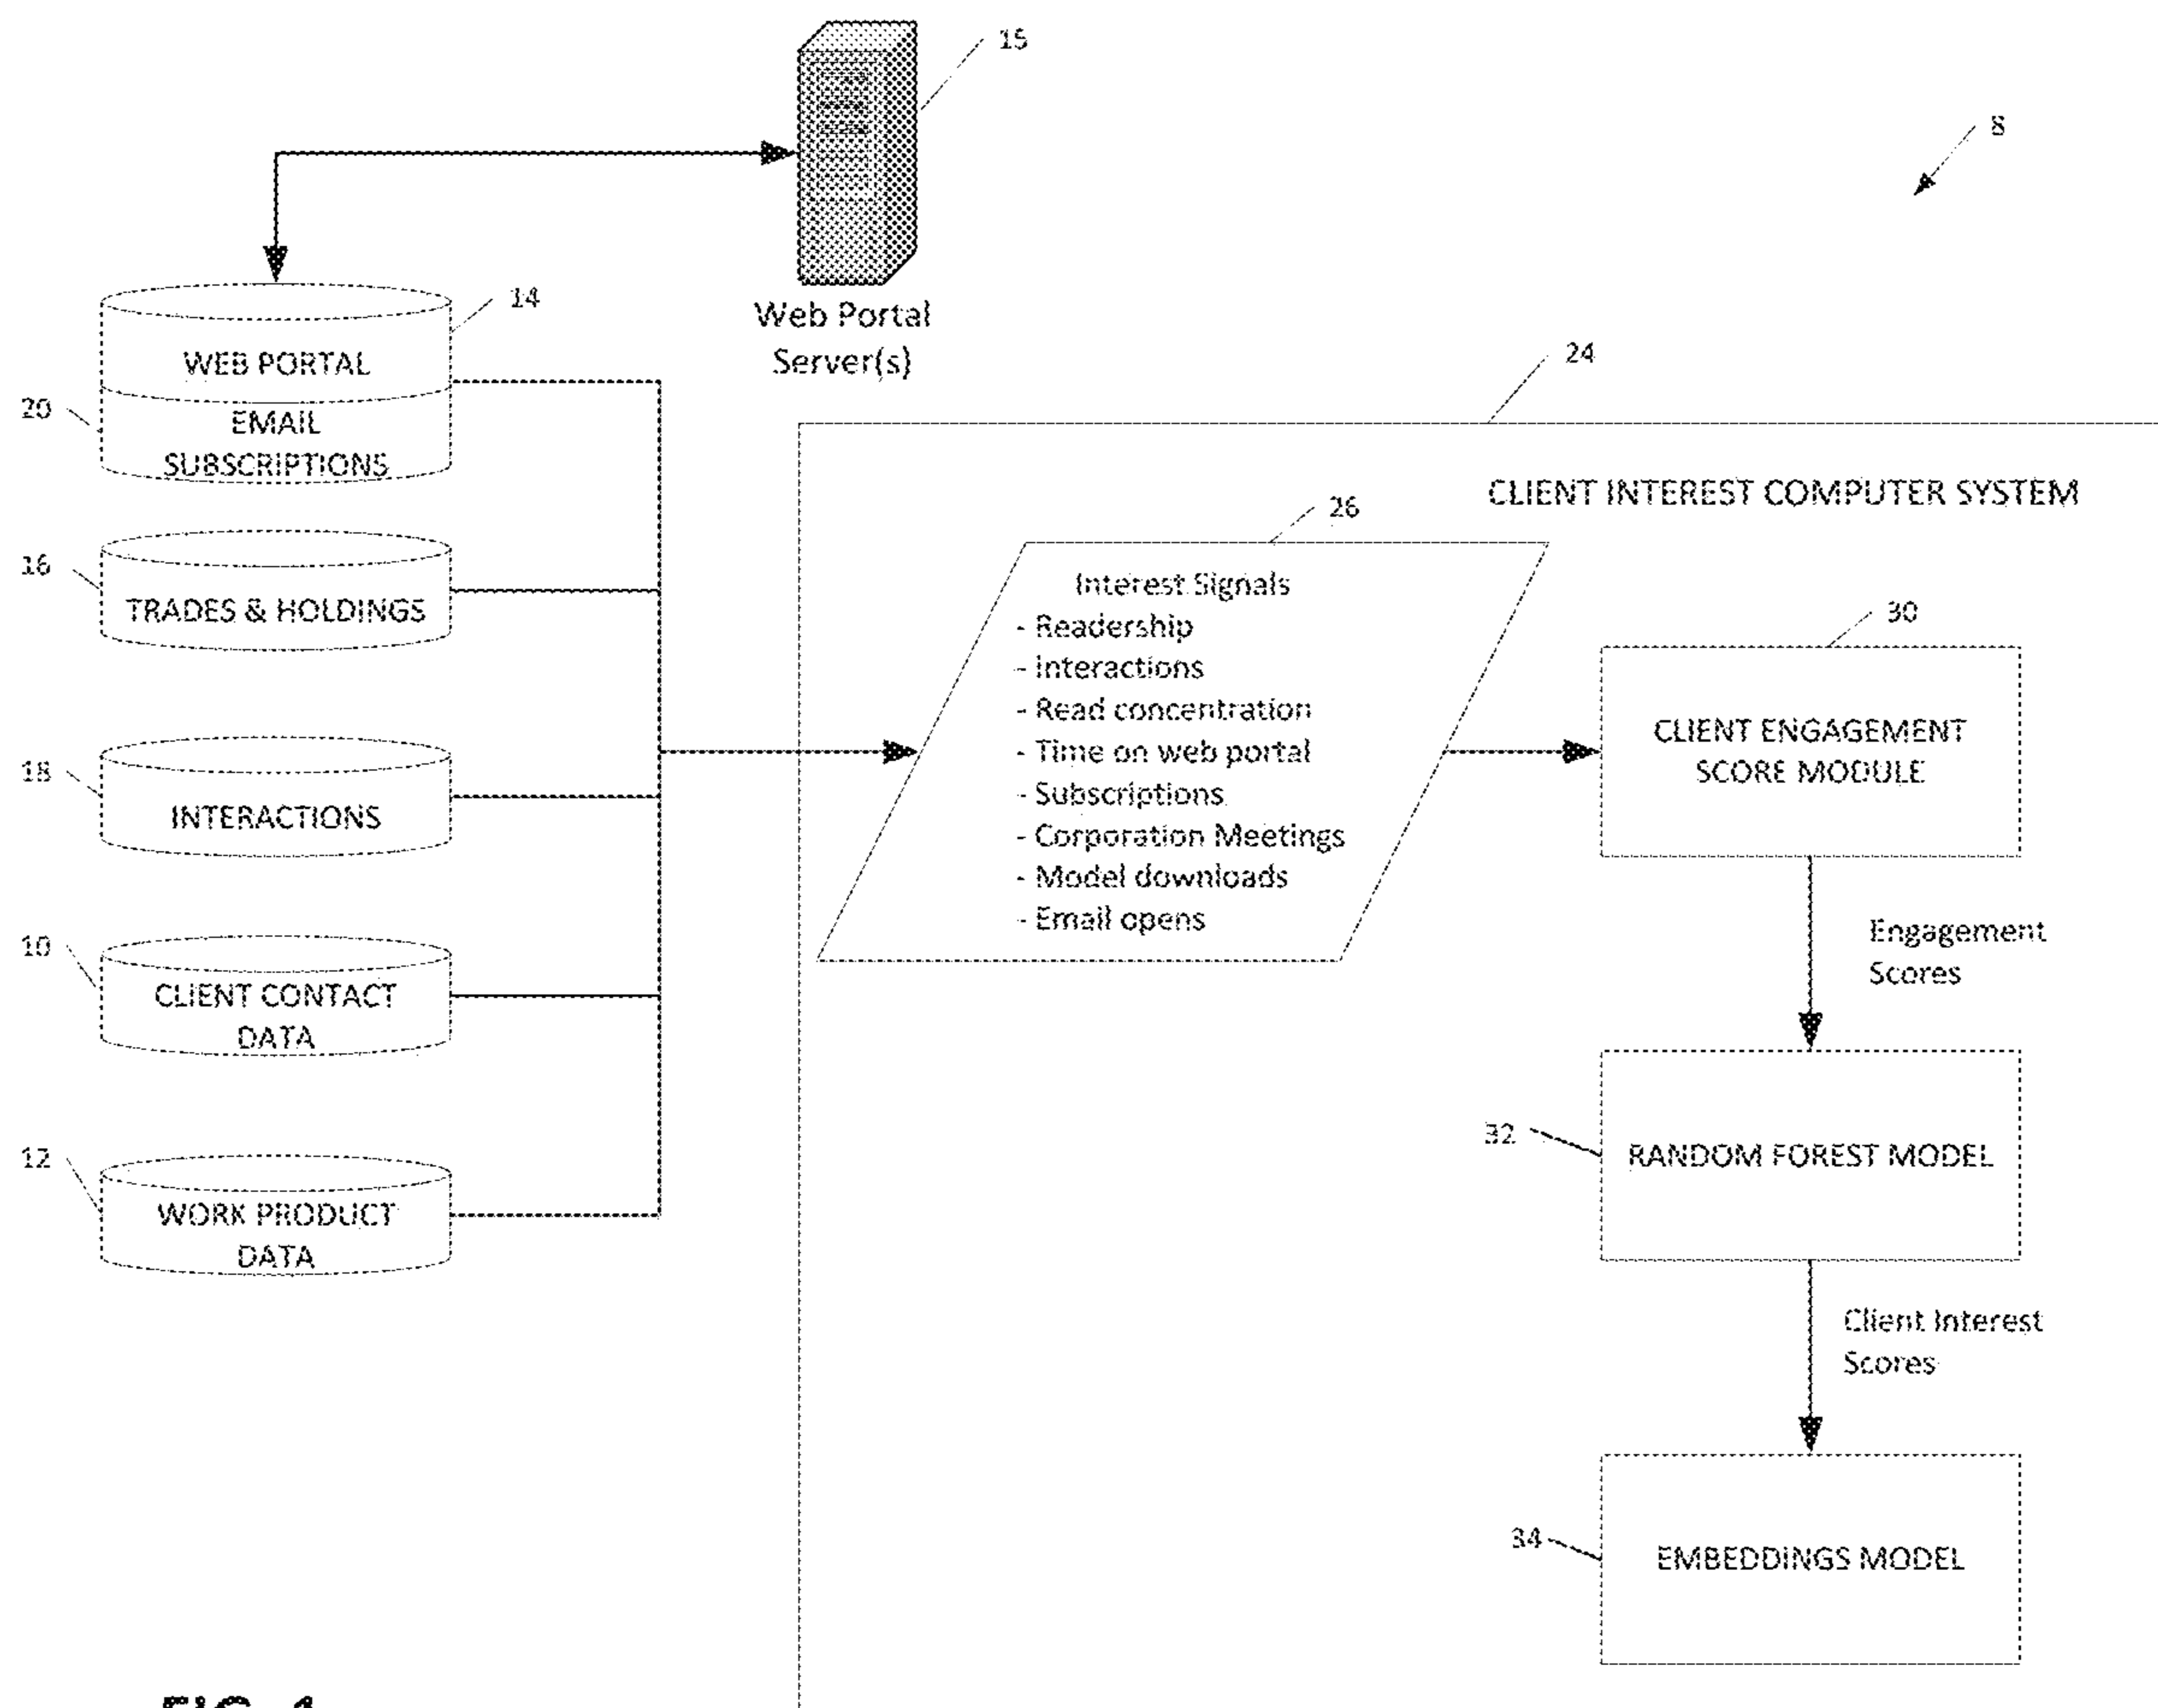 15
8
14
Web Portal
Server(s)
WEB PORTAL
20
EMAIL
SUBSCRIPTIONS
24
CLIENT INTEREST COMPUTER SYSTEM
16
TRADES & HOLDINGS
26
Interest Signals
- Readership
- Interactions
- Read concentration
- Time on web portal
- Subscriptions
- Corporation Meetings
- Model downloads
- Email opens
30
CLIENT ENGAGEMENT
SCORE MODULE
18
INTERACTIONS
Engagement
Scores
10
CLIENT CONTACT
DATA
32
RANDOM FOREST MODEL
12
WORK PRODUCT
DATA
Client Interest
Scores
34
EMBEDDINGS MODEL